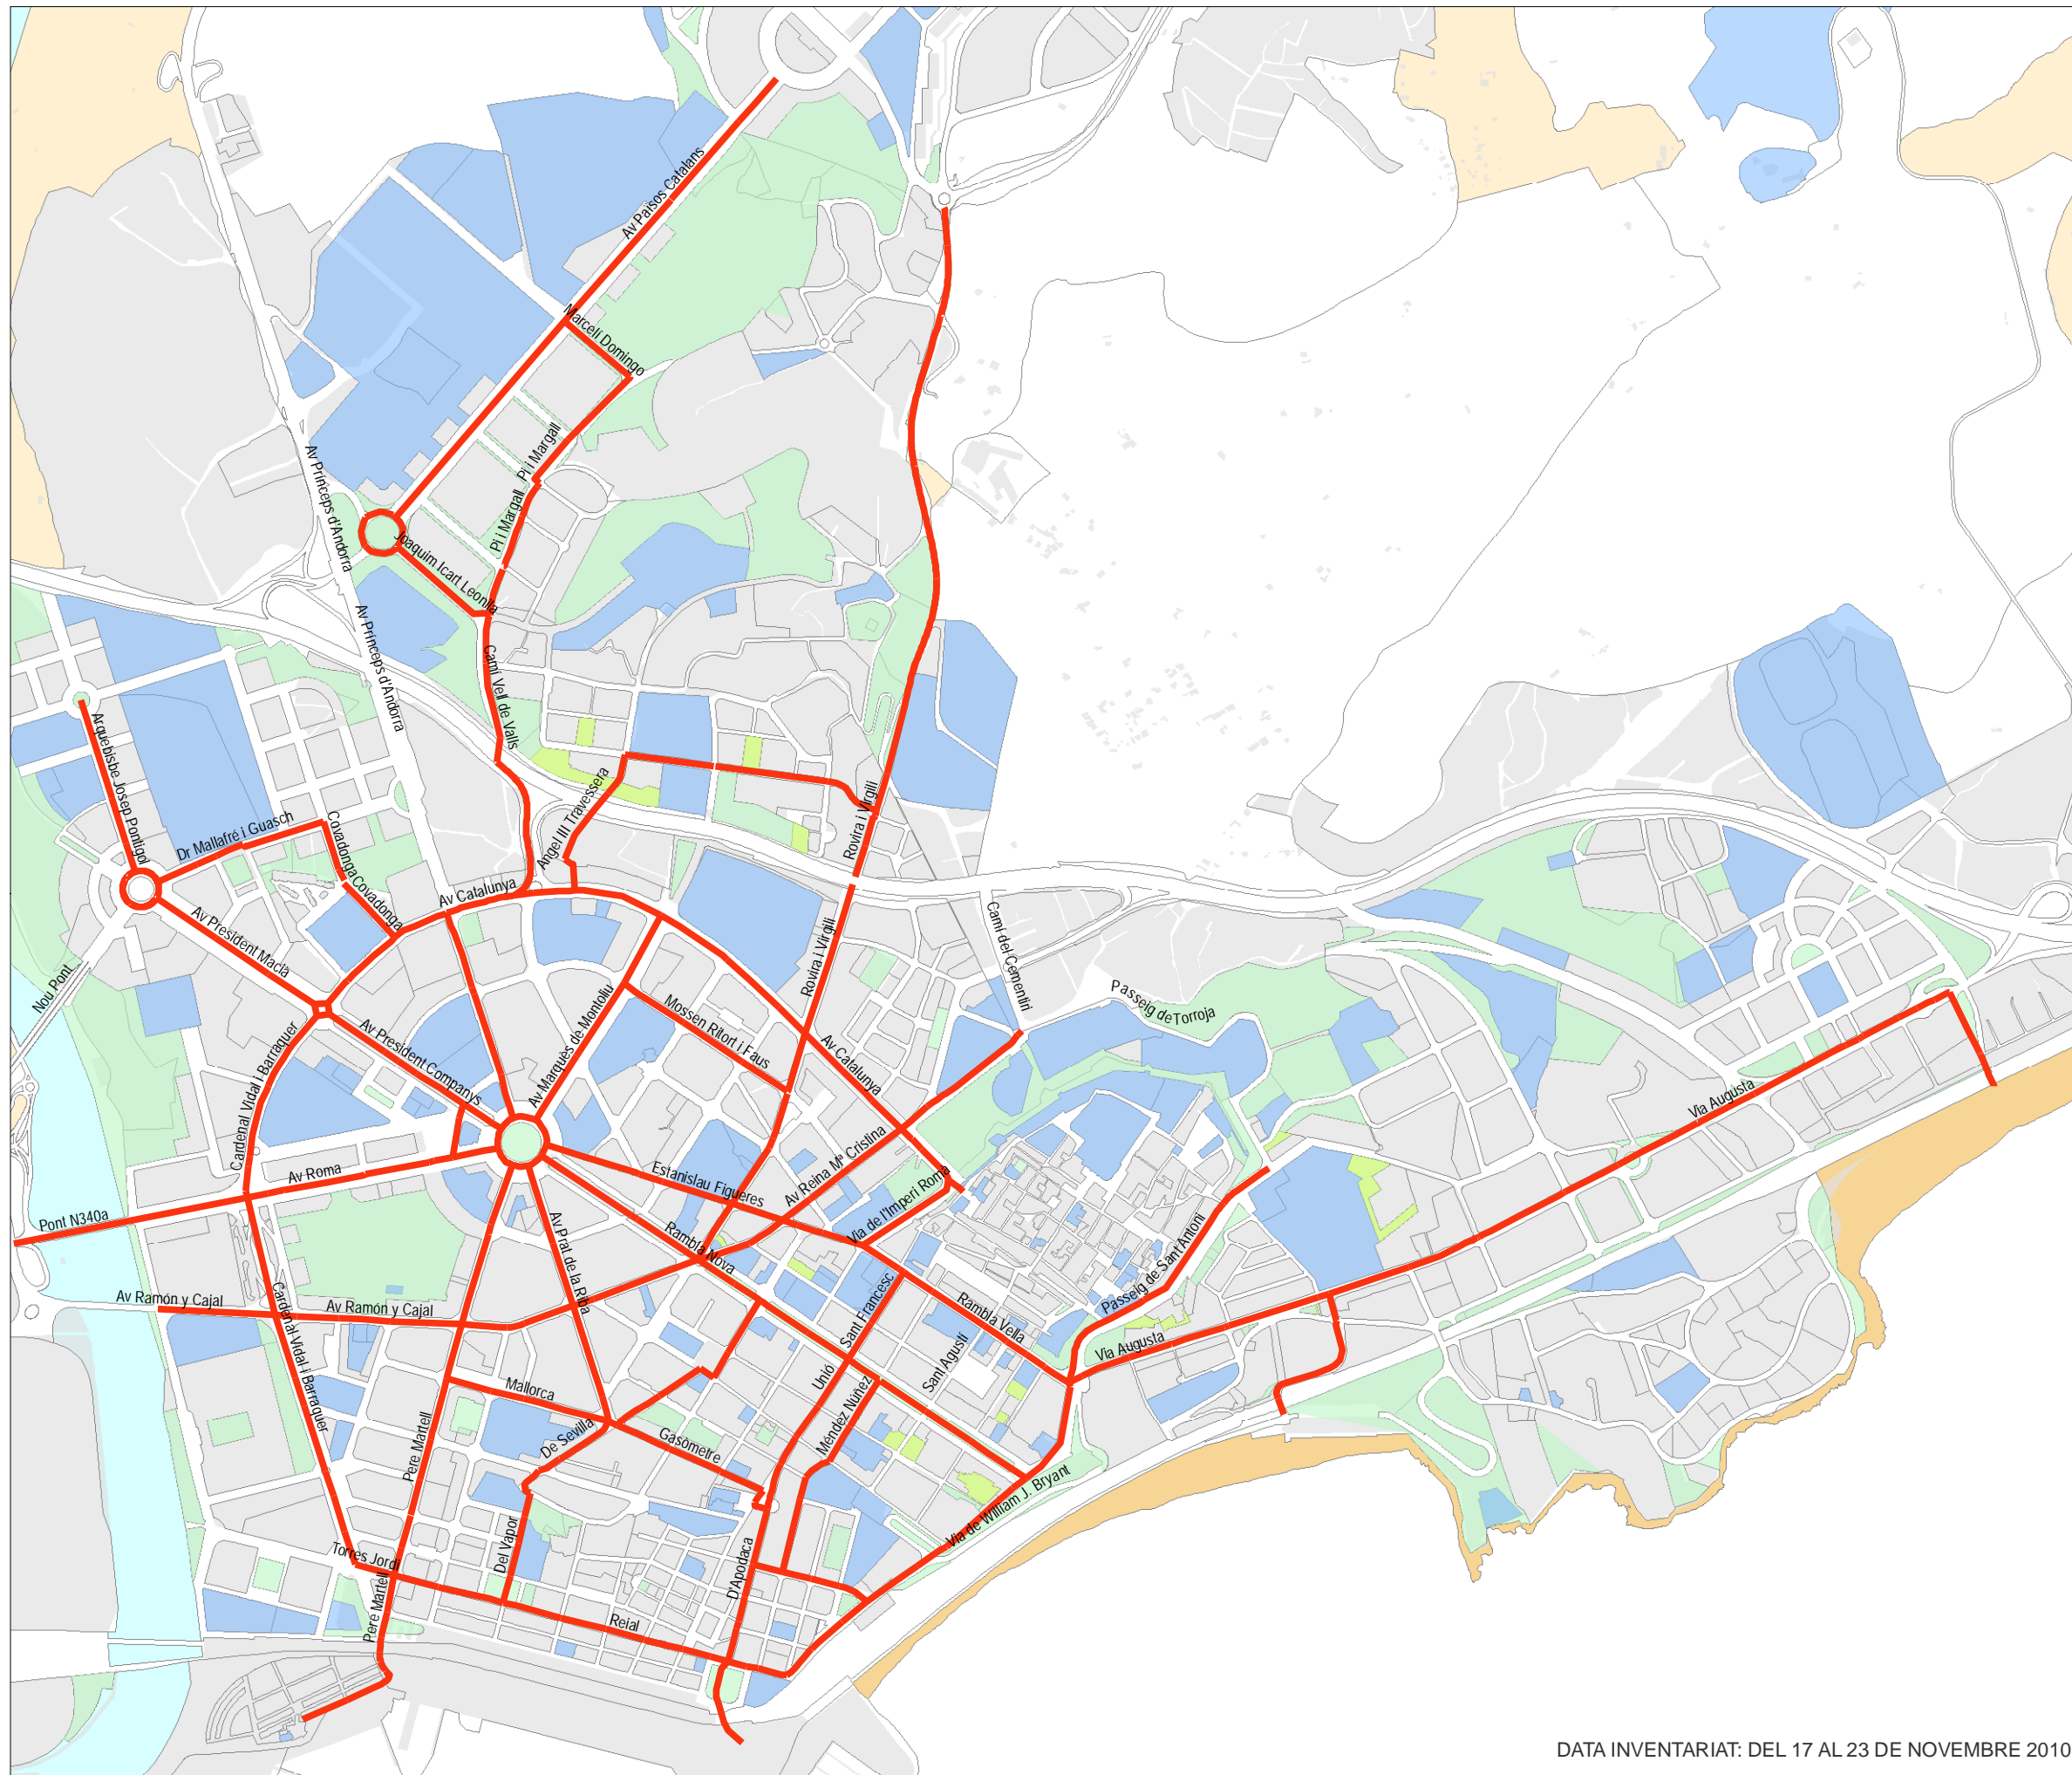 Av Països Catalans
Marcel·lí Domingo
Pi i Margall
Pi i Margall
Av Prínceps d'Andorra
Joaquim Icart Leonila
Av Prínceps d'Andorra
Camí Vell de Valls
Arquebisbe Josep Pontigol
Dr Mallafré i Guasch
Covadonga
Covadonga
Angel III Travessera
Rovira i Virgili
Av Calalunya
Av President Macià
Nou Pont
Rovira i Virgili
Camí del Cementiri
Passeig de Torroja
Av Marquès de Montoliu
Mossen Ritort i Faus
Av Calalunya
Cardenal Vidal i Barraquer
Av President Companys
Via Augusta
Av Reina Mª Cristina
Av Roma
Estanislau Figueres
Via de l'Imperi Romà
Pont N340a
Av Prat de la Riba
Rambla Nova
Passeig de Sant Antoni
Av Ramón y Cajal
Av Ramón y Cajal
Sant Francesc
Rambla Vella
Cardenal Vidal i Barraquer
Unió
Sant Agustí
Via Augusta
Mallorca
Méndez Núñez
Pere Martell
De Sevilla
Gasòmetre
Via de William J. Bryant
Del Vapor
Torres Jordi
D'Apodaca
Pere Martell
Reial
DATA INVENTARIAT: DEL 17 AL 23 DE NOVEMBRE 2010